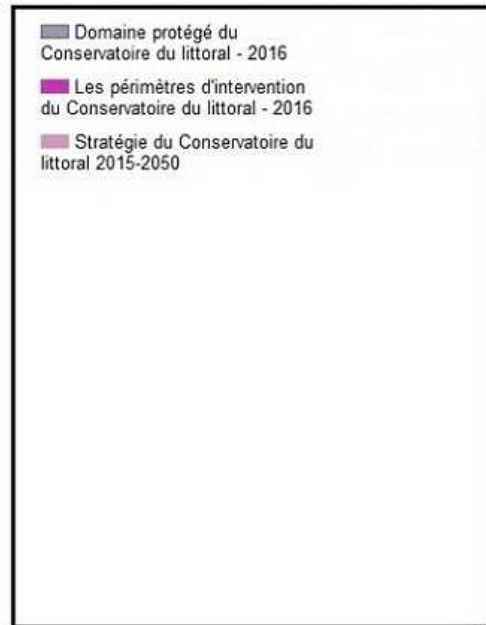 Domaine protégé du
Conservatoire du littoral - 2016
Les périmètres d'intervention
du Conservatoire du littoral - 2016
Stratégie du Conservatoire du
littoral 2015-2050